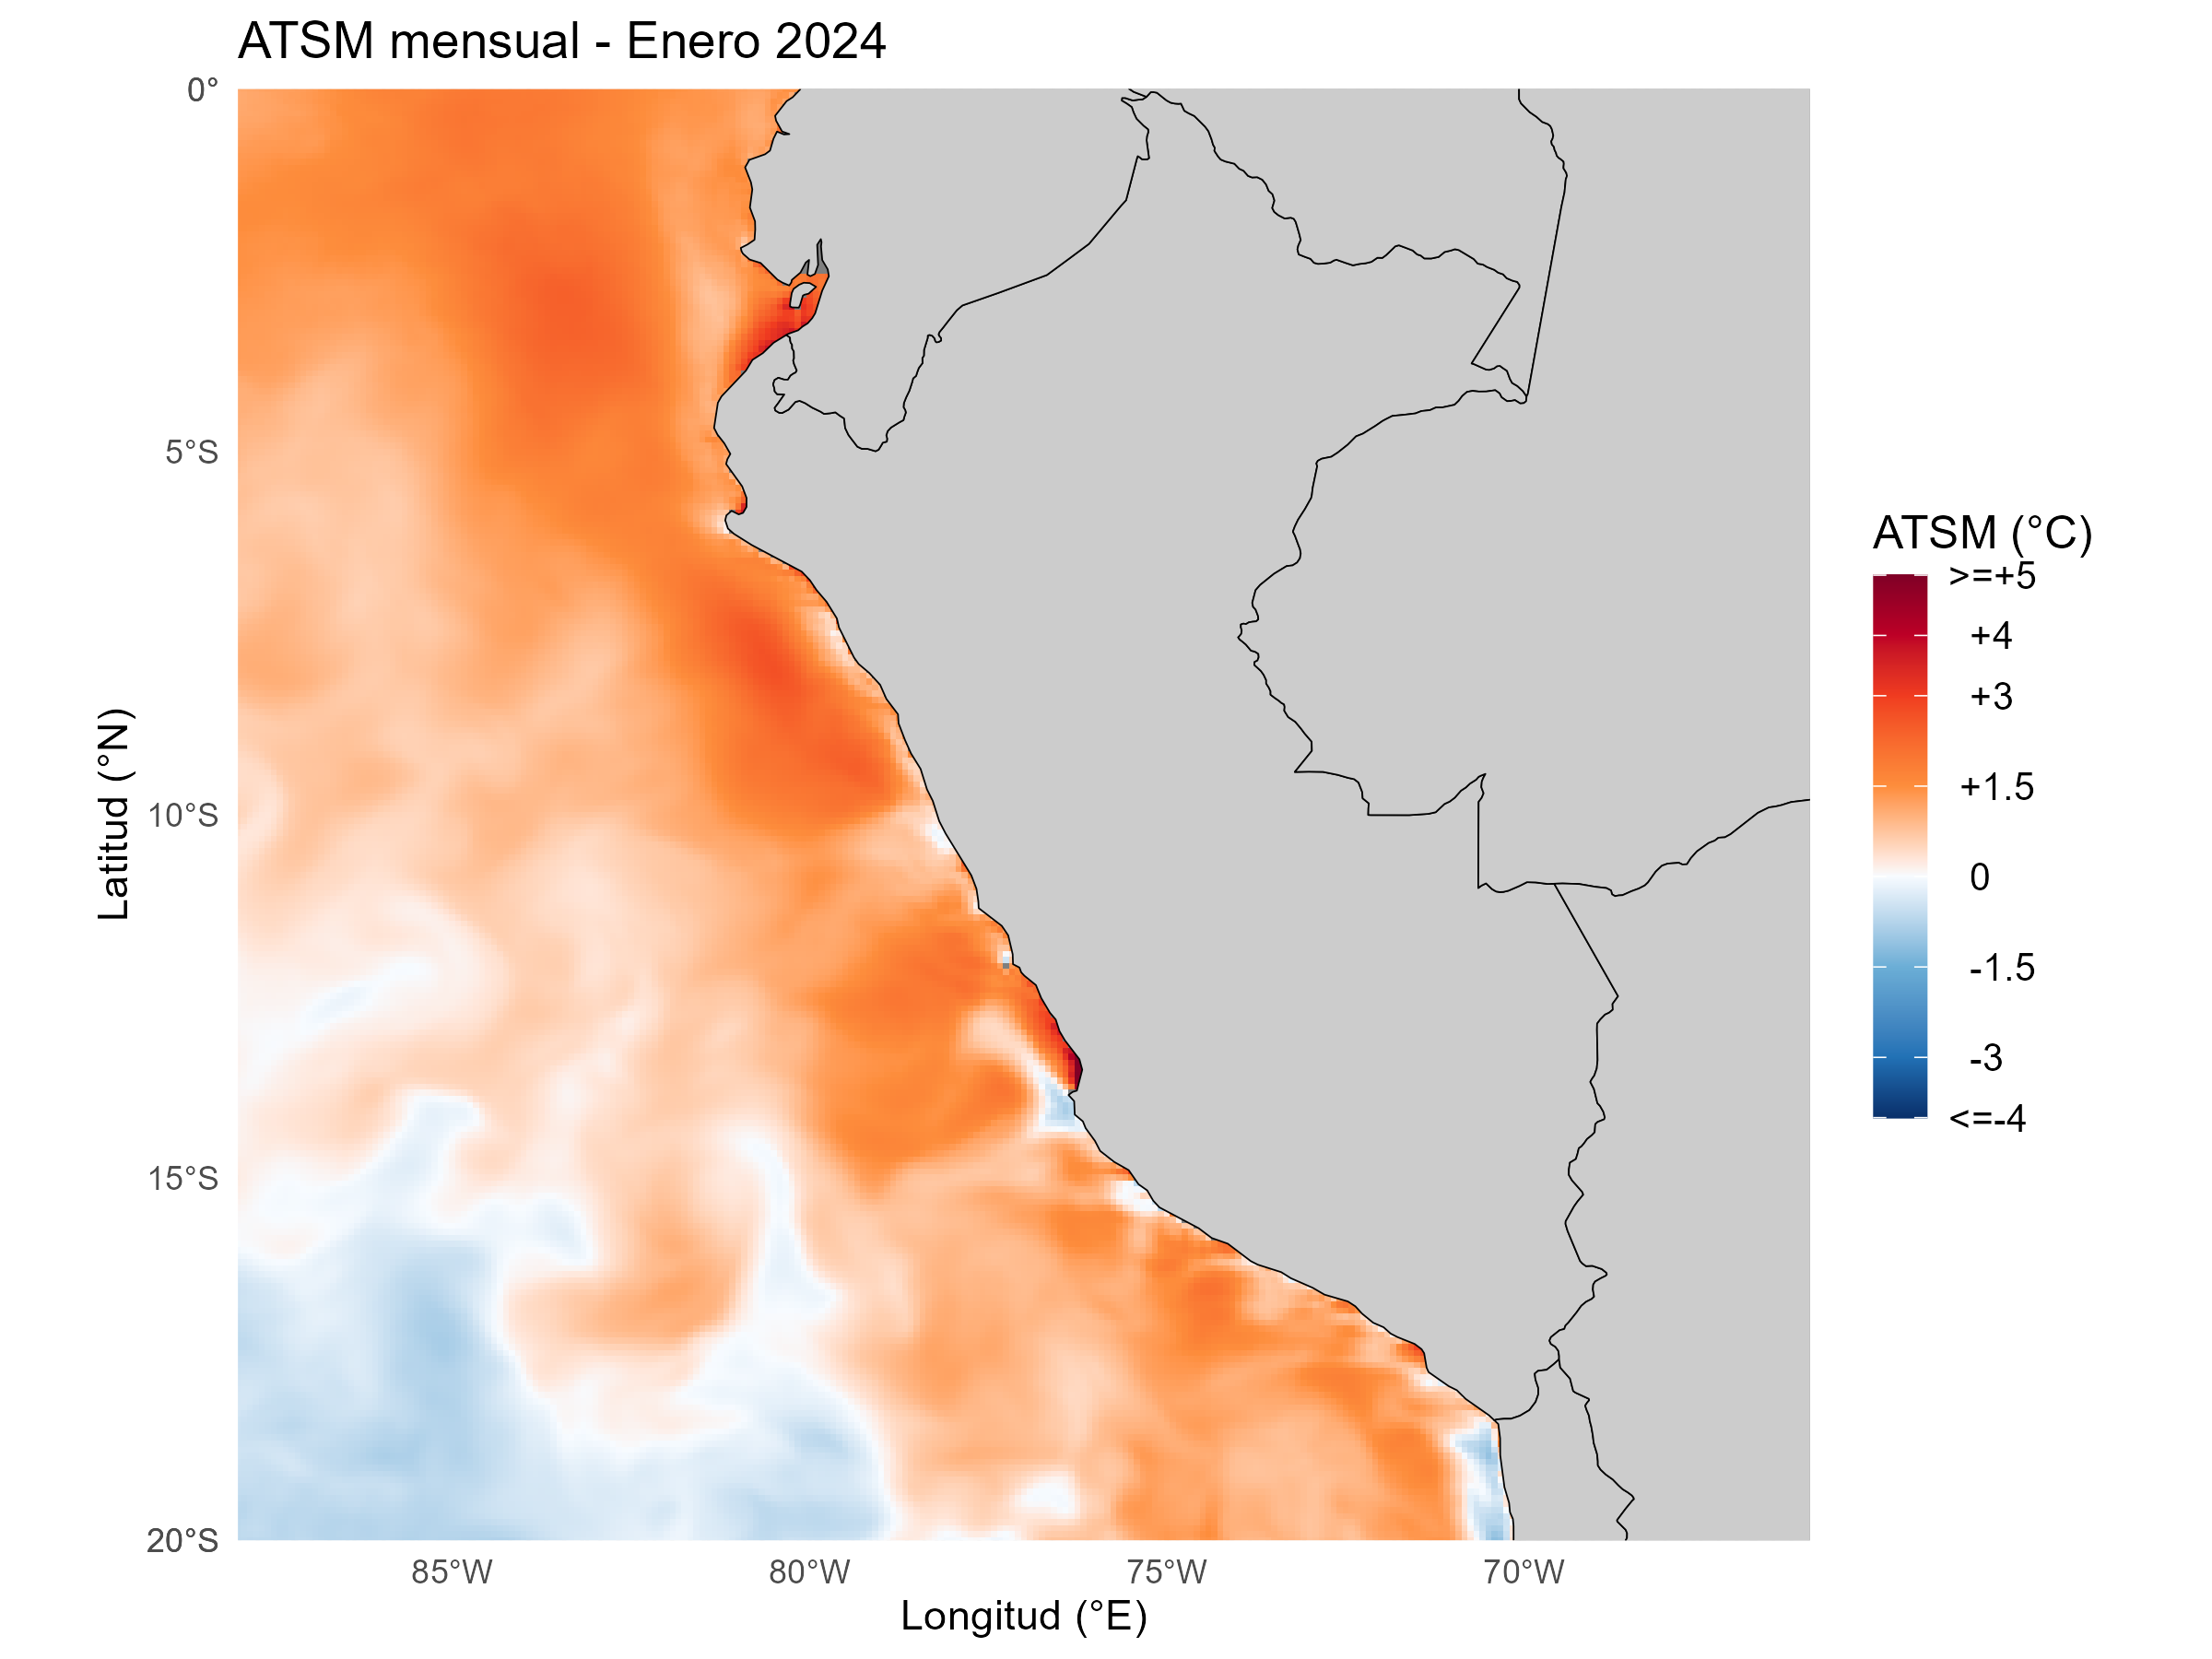 ATSM mensual - Enero 2024
0°
5°S
10°S
15°S
20°S
Latitud (°N)
85°W
80°W
75°W
70°W
Longitud (°E)
ATSM (°C)
>=+5
+4
+3
+1.5
0
-1.5
-3
<=-4